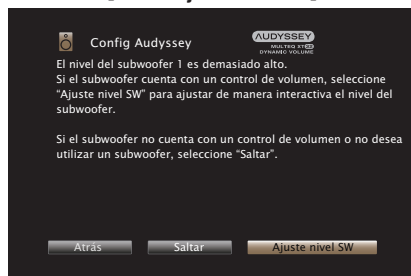 Config Audyssey
AUDYSSEY
MULTEQ XT32
DYNAMIC VOLUME
El nivel del subwoofer 1 es demasiado alto.
Si el subwoofer cuenta con un control de volumen, seleccione
“Ajuste nivel SW” para ajustar de manera interactiva el nivel del
subwoofer.
Si el subwoofer no cuenta con un control de volumen o no desea
utilizar un subwoofer, seleccione “Saltar”.
Atrás
Saltar
Ajuste nivel SW